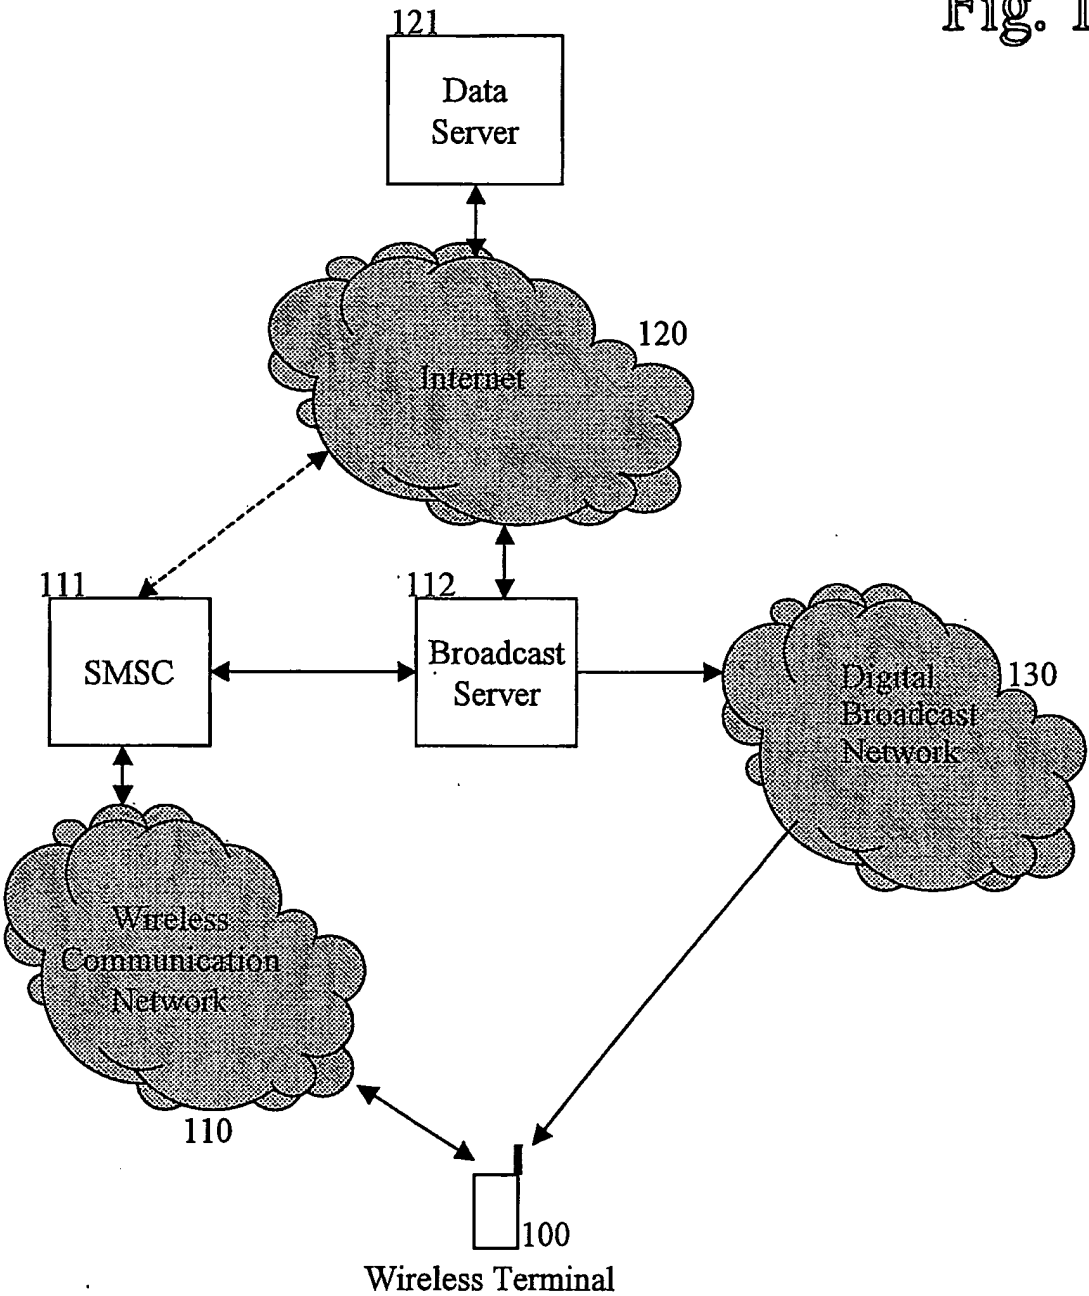 Fig. 1
121
Data
Server
120
Internet
111
112
SMSC
Broadcast
Server
Digital
Broadcast
Network
130
Wireless
Communication
Network
110
100
Wireless Terminal